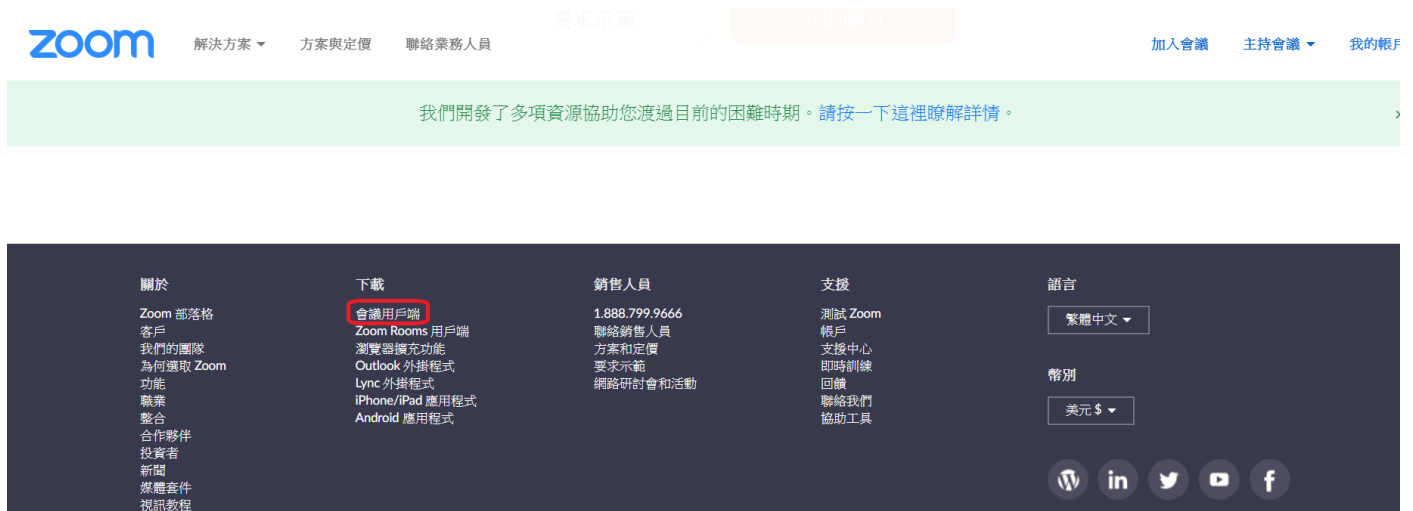 要求示範
zoom 解決方案 方案與定價 聯絡業務人員 加入會議 主持會議 我的帳戶
我們開發了多項資源協助您渡過目前的困難時期。請按一下這裡瞭解詳情。
關於
Zoom 部落格
客戶
我們的團隊
為何選取 Zoom
功能
職業
整合
合作夥伴
投資者
新聞
媒體套件
視訊教程
下載
會議用戶端
Zoom Rooms 用戶端
瀏覽器擴充功能
Outlook 外掛程式
Lync 外掛程式
iPhone/iPad 應用程式
Android 應用程式
銷售人員
1.888.799.9666
聯絡銷售人員
方案和定價
要求示範
網路研討會和活動
支援
測試 Zoom
帳戶
支援中心
即時訓練
回饋
聯絡我們
協助工具
語言
繁體中文
幣別
美元 $
in
f